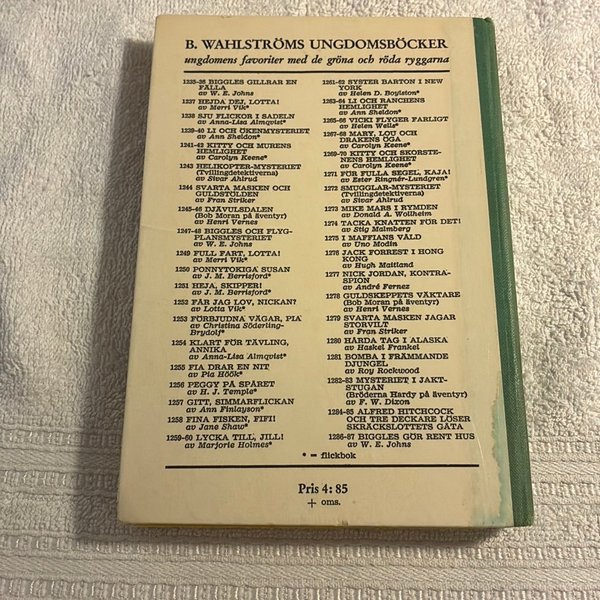 B. WAHLSTRÖMS UNGDOMSBÖCKER
ungdomens favoriter med de gröna och röda ryggarna
1235-36 BIGGLES GILLRAR EN
FÄLLA
av W. E. Johns
1237 HEJDA DEJ, LOTTA!
av Merri Vik*
1238 SJU FLICKOR I SADELN
av Anna-Lisa Almqvist*
1239-40 LI OCH ÖKENMYSTERIET
av Ann Sheldon*
1241-42 KITTY OCH MURENS
HEMLIGHET
av Carolyn Keene*
1243 HELIKOPTER-MYSTERIET
(Tvillingdetektiverna)
av Sivar Ahlrud
1244 SVARTA MASKEN OCH
GULDSTÖLDEN
av Fran Striker
1245-46 DJÄVULSDALEN
(Bob Moran på äventyr)
av Henri Vernes
1247-48 BIGGLES OCH FLYG-
PLANSMYSTERIET
av W. E. Johns
1249 FULL FART, LOTTA!
av Merri Vik*
1250 PONNYTOKIGA SUSAN
av J. M. Berrisford*
1251 HEJA, SKIPPER!
av J. M. Berrisford*
1252 FÅR JAG LOV, NICKAN?
av Lotta Vik*
1253 FÖRBJUDNA VÄGAR, PIA
av Christina Söderling-
Brydolf*
1254 KLART FÖR TÄVLING,
ANNIKA
av Anna-Lisa Almqvist*
1255 FIA DRAR EN NIT
av Pia Höök*
1256 PEGGY PÅ SPÅRET
av H. J. Temple*
1257 GITT, SIMMARFLICKAN
av Ann Finlayson*
1258 FINA FISKEN, FIFI!
av Jane Shaw*
1259-60 LYCKA TILL, JILL!
av Marjorie Holmes*
1261-62 SYSTER BARTON I NEW
YORK
av Helen D. Boylston*
1263-64 LI OCH RANCHENS
HEMLIGHET
av Ann Sheldon*
1265-66 VICKI FLYGER FARLIGT
av Helen Wells*
1267-68 MARY, LOU OCH
DRAKENS ÖGA
av Carolyn Keene*
1269-70 KITTY OCH SKORSTE-
NENS HEMLIGHET
av Carolyn Keene*
1271 FÖR FULLA SEGEL, KAJA!
av Ester Ringnér-Lundgren*
1272 SMUGGLAR-MYSTERIET
(Tvillingdetektiverna)
av Sivar Ahlrud
1273 MIKE MARS I RYMDEN
av Donald A. Wollheim
1274 TACKA KNATTEN FÖR DET!
av Stig Malmberg
1275 I MAFFIANS VÅLD
av Uno Modin
1276 JACK FORREST I HONG
KONG
av Hugh Maitland
1277 NICK JORDAN, KONTRA-
SPION
av André Fernez
1278 GULDSKEPPETS VÄKTARE
(Bob Moran på äventyr)
av Henri Vernes
1279 SVARTA MASKEN JAGAR
STORVILT
av Fran Striker
1280 HÅRDA TAG I ALASKA
av Haskel Frankel
1281 BOMBA I FRÄMMANDE
DJUNGEL
av Roy Rockwood
1282-83 MYSTERIET I JAKT-
STUGAN
(Bröderna Hardy på äventyr)
av F. W. Dixon
1284-85 ALFRED HITCHCOCK
OCH TRE DECKARE LÖSER
SKRÄCKSLOTTETS GÅTA
1286-87 BIGGLES GÖR RENT HUS
av W. E. Johns
* = flickbok
Pris 4: 85
+ oms.